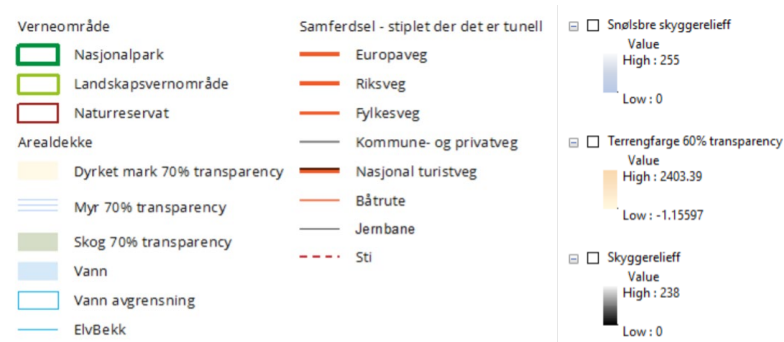 Verneområde
Nasjonalpark
Landskapsvernområde
Naturreservat
Arealdekke
Dyrket mark 70% transparency
Myr 70% transparency
Skog 70% transparency
Vann
Vann avgrensning
ElvBekk
Samferdsel - stiplet der det er tunell
Europaveg
Riksveg
Fylkesveg
Kommune- og privatveg
Nasjonal turistveg
Båtrute
Jernbane
Sti
Snølsbre skyggerelieff
Value
High : 255
Low : 0
Terrengfarge 60% transparency
Value
High : 2403.39
Low : -1.15597
Skyggerelieff
Value
High : 238
Low : 0